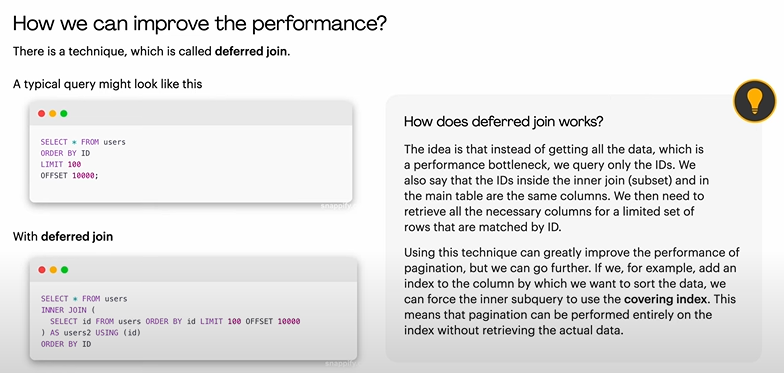 How we can improve the performance?
There is a technique, which is called deferred join.
A typical query might look like this
SELECT * FROM users
ORDER BY ID
LIMIT 100
OFFSET 10000;
snappify
With deferred join
SELECT * FROM users
INNER JOIN (
SELECT id FROM users ORDER BY id LIMIT 100 OFFSET 10000
) AS users2 USING (id)
ORDER BY ID
snappify
How does deferred join works?
The idea is that instead of getting all the data, which is
a performance bottleneck, we query only the IDs. We
also say that the IDs inside the inner join (subset) and in
the main table are the same columns. We then need to
retrieve all the necessary columns for a limited set of
rows that are matched by ID.
Using this technique can greatly improve the performance of
pagination, but we can go further. If we, for example, add an
index to the column by which we want to sort the data, we
can force the inner subquery to use the covering index. This
means that pagination can be performed entirely on the
index without retrieving the actual data.